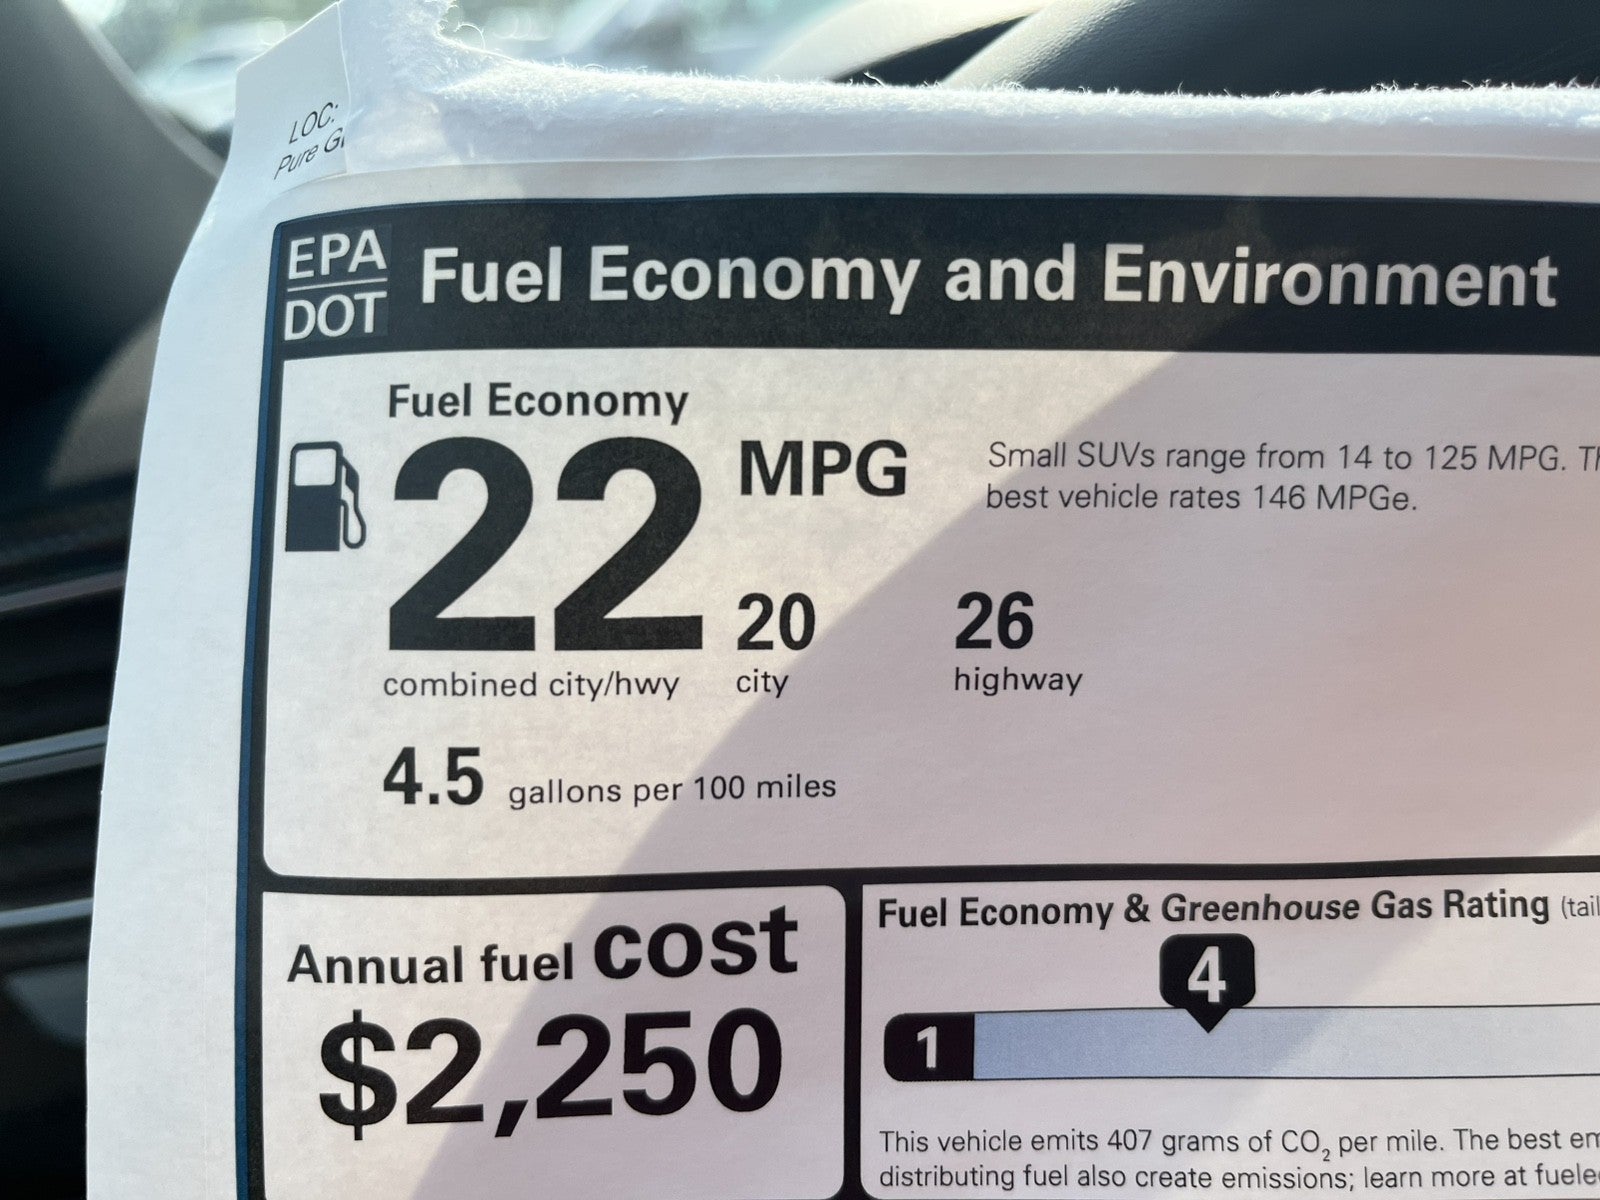 LOC:
Pure
EPA
DOT
Fuel Economy and Environment
Fuel Economy
22 MPG
Small SUVs range from 14 to 125 MPG.
best vehicle rates 146 MPGe.
20
26
combined city/hwy
city
highway
4.5 gallons per 100 miles
Annual fuel cost
$2,250
Fuel Economy & Greenhouse Gas Rating
4
1
This vehicle emits 407 grams of CO2 per mile. The best
distributing fuel also create emissions; learn more at